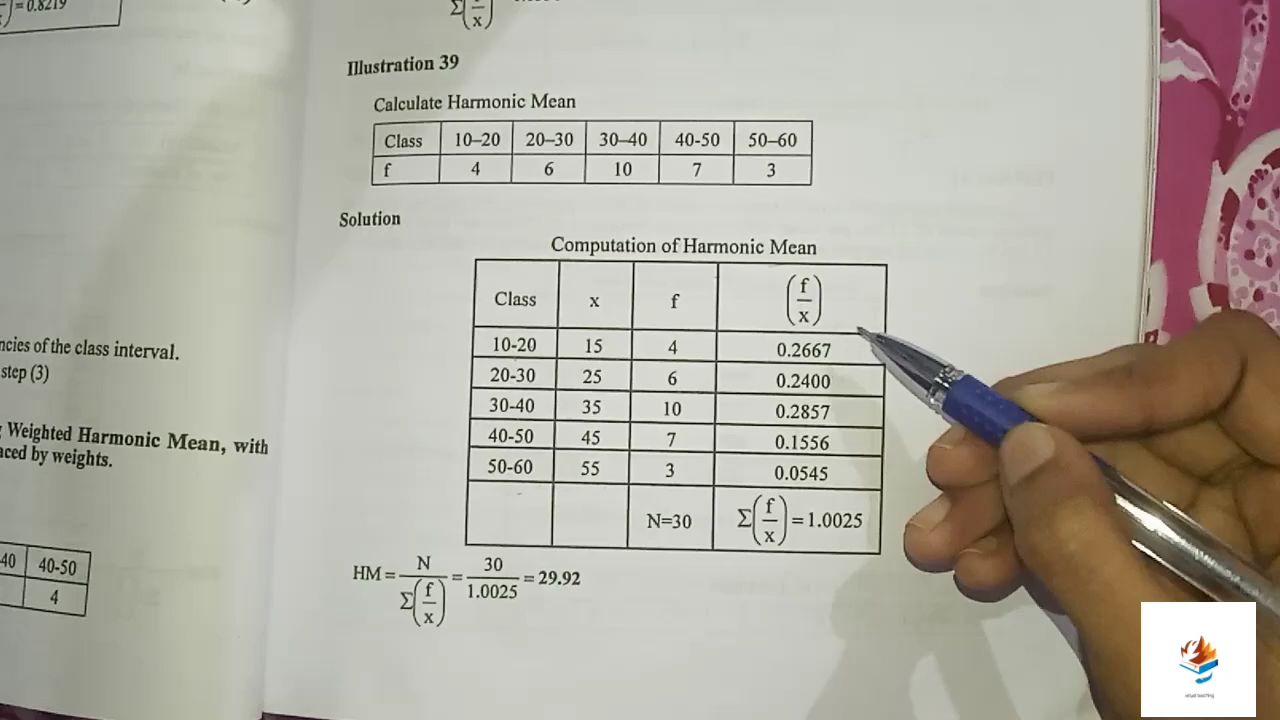 ) = 0.8219
Σ(—/x)
Illustration 39
Calculate Harmonic Mean
Class 10–20 20–30 30–40 40-50 50–60
f 4 6 10 7 3
Solution
Computation of Harmonic Mean
Class x f (f/x)
10-20 15 4 0.2667
20-30 25 6 0.2400
30-40 35 10 0.2857
40-50 45 7 0.1556
50-60 55 3 0.0545
N=30 Σ(f/x) = 1.0025
HM = N/Σ(f/x) = 30/1.0025 = 29.92
ncies of the class interval.
step (3)
Weighted Harmonic Mean, with
aced by weights.
40 40-50
4